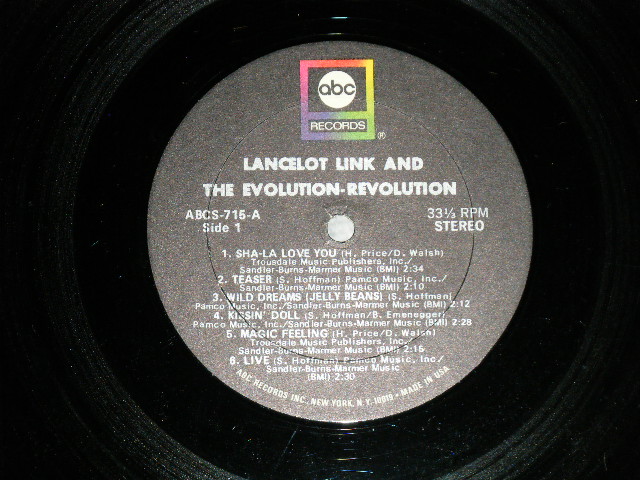 abc
RECORDS
®
LANCELOT LINK AND
THE EVOLUTION-REVOLUTION
ABCS-715-A
Side 1
33⅓ RPM
STEREO
1. SHA-LA LOVE YOU (H. Price/D. Walsh)
Trousdale Music Publishers, Inc./
Sandler-Burns-Marmer Music (BMI) 2:34
2. TEASER (S. Hoffman) Pamco Music, Inc./
Sandler-Burns-Marmer Music (BMI) 2:10
3. WILD DREAMS (JELLY BEANS) (S. Hoffman)
Pamco Music, Inc./Sandler-Burns-Marmer Music (BMI) 2:12
4. KISSIN' DOLL (S. Hoffman/B. Emenegger)
Pamco Music, Inc./Sandler-Burns-Marmer Music (BMI) 2:28
5. MAGIC FEELING (H. Price/D. Walsh)
Trousdale Music Publishers, Inc./
Sandler-Burns-Marmer Music (BMI) 2:15
6. LIVE (S. Hoffman) Pamco Music, Inc./
Sandler-Burns-Marmer Music
(BMI) 2:30
ABC RECORDS INC., NEW YORK, N.Y. 10019 • MADE IN USA